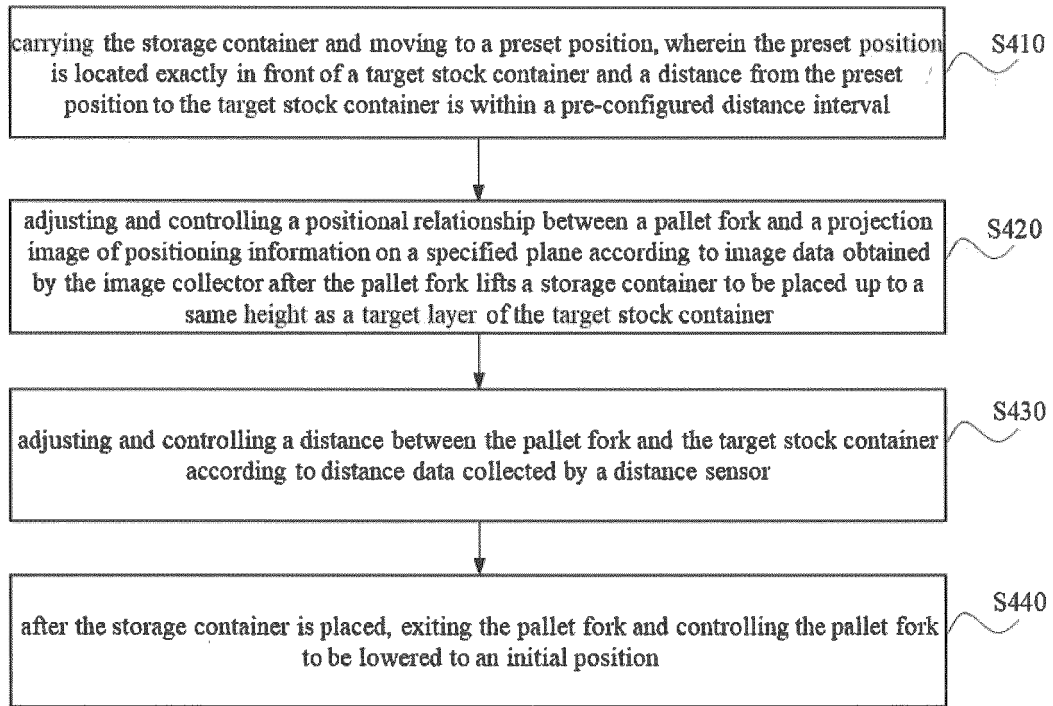 carrying the storage container and moving to a preset position, wherein the preset position
is located exactly in front of a target stock container and a distance from the preset
position to the target stock container is within a pre-configured distance interval
S410
adjusting and controlling a positional relationship between a pallet fork and a projection
image of positioning information on a specified plane according to image data obtained
by the image collector after the pallet fork lifts a storage container to be placed up to a
same height as a target layer of the target stock container
S420
adjusting and controlling a distance between the pallet fork and the target stock container
according to distance data collected by a distance sensor
S430
after the storage container is placed, exiting the pallet fork and controlling the pallet fork
to be lowered to an initial position
S440